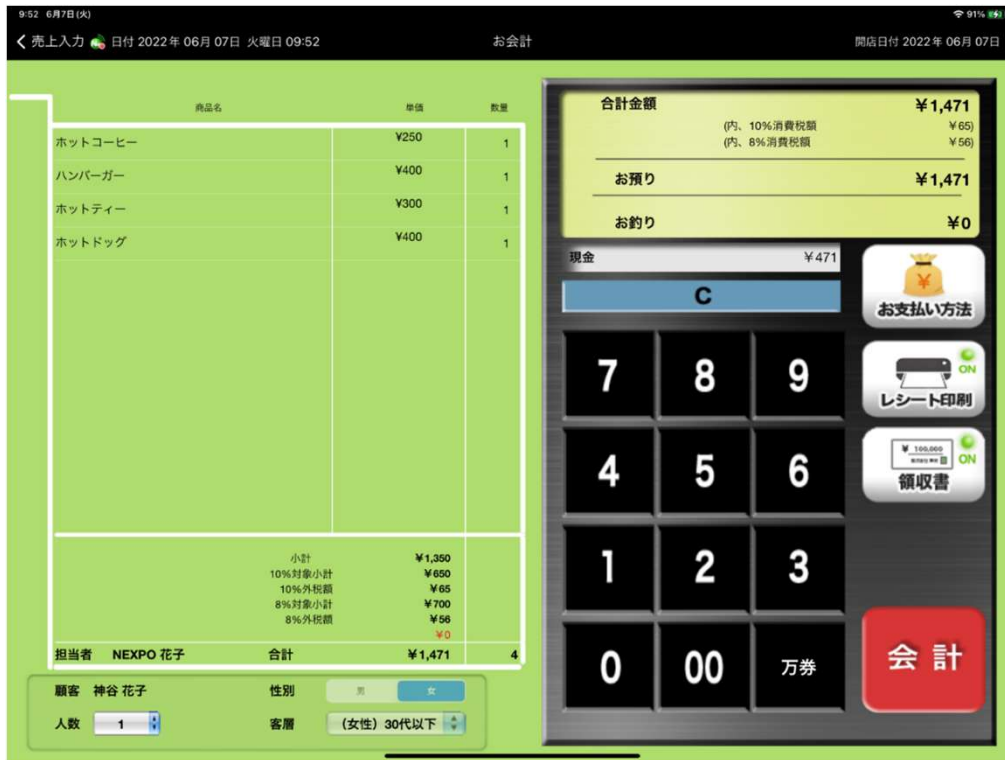 9:52 6月7日(火)
91%
売上入力 日付 2022年 06月 07日 火曜日 09:52 お会計 開店日付 2022年 06月 07日
商品名 単価 数量
ホットコーヒー ¥250 1
ハンバーガー ¥400 1
ホットティー ¥300 1
ホットドッグ ¥400 1
小計 ¥1,350
10%対象小計 ¥650
10%外税額 ¥65
8%対象小計 ¥700
8%外税額 ¥56
¥0
担当者 NEXPO 花子 合計 ¥1,471 4
顧客 神谷 花子 性別 男 女
人数 1 客層 (女性) 30代以下
合計金額 ¥1,471
(内、10%消費税額 ¥65)
(内、8%消費税額 ¥56)
お預り ¥1,471
お釣り ¥0
現金 ¥471
C
7 8 9
4 5 6
1 2 3
0 00 万券
お支払い方法
ON
レシート印刷
¥ 100,000
ON
領収書
会計